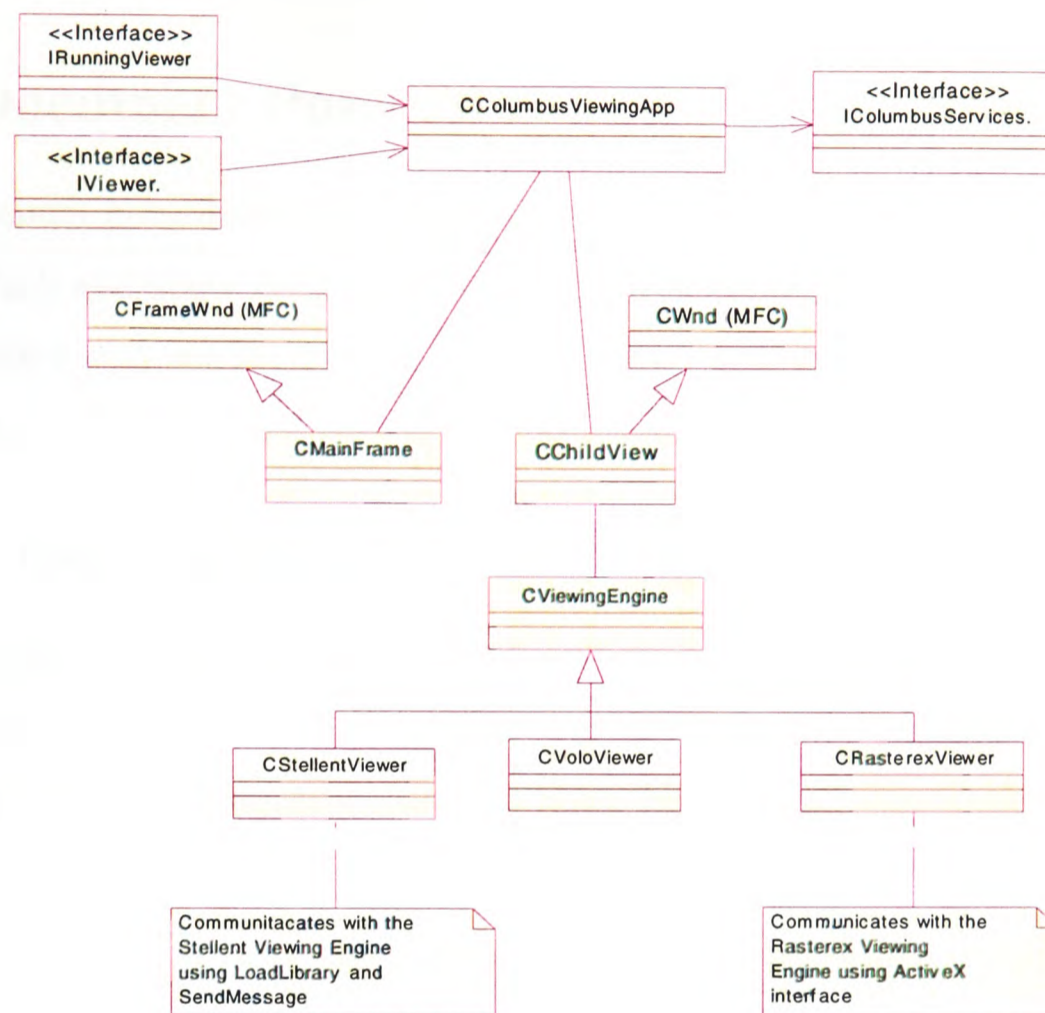 <<Interface>>
IRunningViewer
CColumbusViewingApp
<<Interface>>
IColumbusServices.
<<Interface>>
IViewer.
CFrameWnd (MFC)
CWnd (MFC)
CMainFrame
CChildView
CViewingEngine
CStellentViewer
CVoloViewer
CRasterexViewer
Communitacates with the
Stellent Viewing Engine
using LoadLibrary and
SendMessage
Communicates with the
Rasterex Viewing
Engine using ActiveX
interface